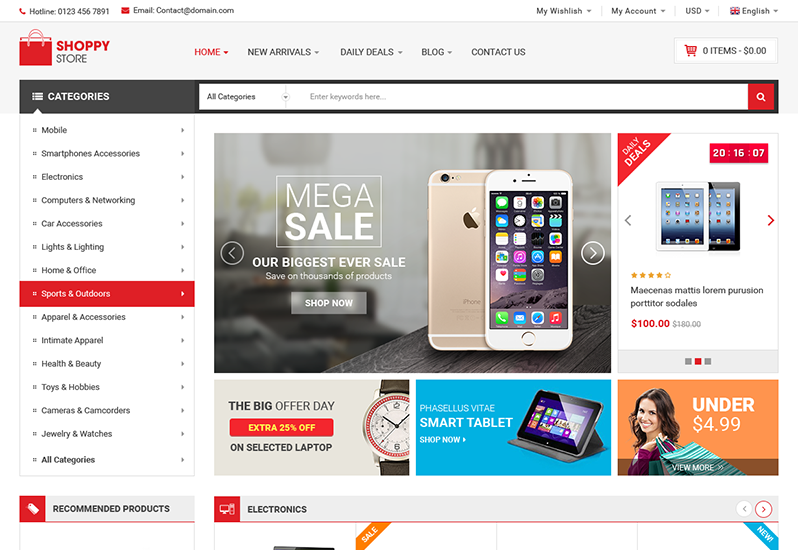 Hotline: 0123 456 7891
Email: Contact@domain.com
My Wishlish
My Account
USD
English
SHOPPY
STORE
HOME
NEW ARRIVALS
DAILY DEALS
BLOG
CONTACT US
0 ITEMS - $0.00
CATEGORIES
All Categories
Enter keywords here...
Mobile
Smartphones Accessories
Electronics
Computers & Networking
Car Accessories
Lights & Lighting
Home & Office
Sports & Outdoors
Apparel & Accessories
Intimate Apparel
Health & Beauty
Toys & Hobbies
Cameras & Camcorders
Jewelry & Watches
All Categories
MEGA
SALE
OUR BIGGEST EVER SALE
Save on thousands of products
SHOP NOW
iPhone
DAILY
DEALS
20 : 16 : 07
Maecenas mattis lorem purusion
porttitor sodales
$100.00 $180.00
THE BIG OFFER DAY
EXTRA 25% OFF
ON SELECTED LAPTOP
PHASELLUS VITAE
SMART TABLET
SHOP NOW
UNDER
$4.99
VIEW MORE
RECOMMENDED PRODUCTS
ELECTRONICS
SALE
NEW!